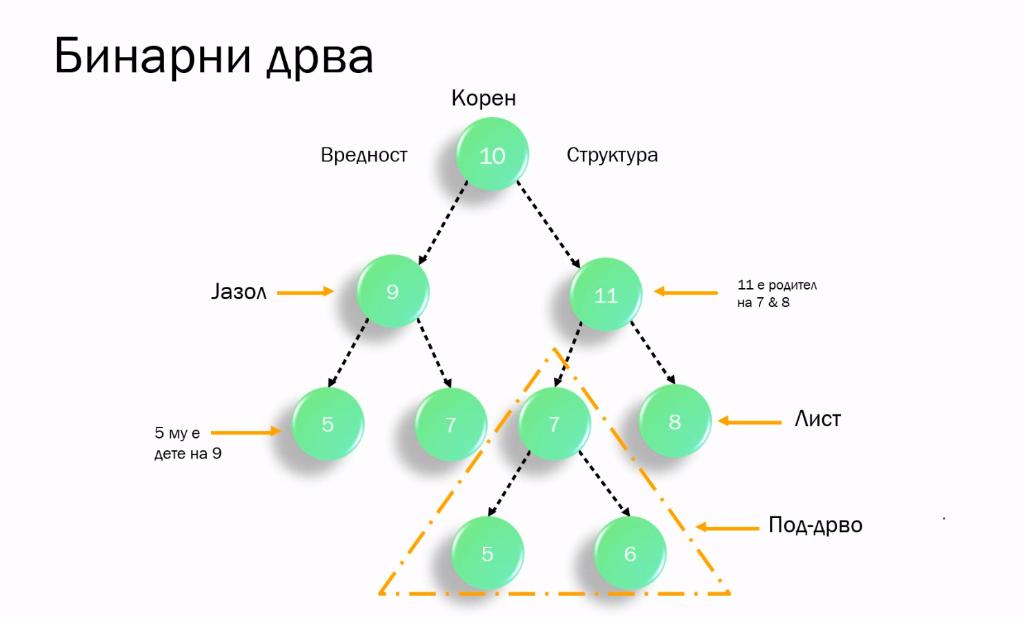 Бинарни дрва
Корен
Вредност
10
Структура
Јазол
9
11
11 е родител
на 7 & 8
5
7
7
8
Лист
5 му е
дете на 9
Под-дрво
5
6